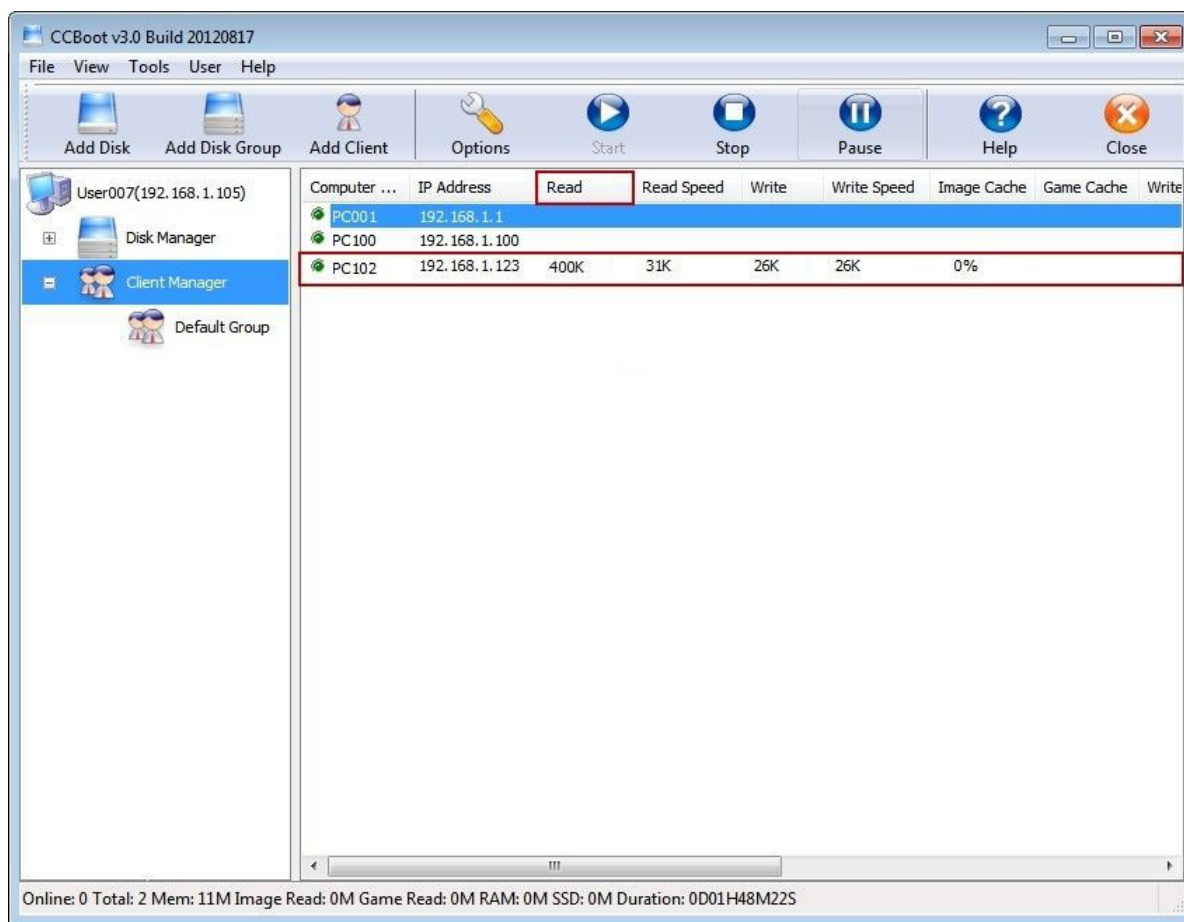 CCBoot v3.0 Build 20120817
File View Tools User Help
Add Disk Add Disk Group Add Client Options Start Stop Pause Help Close
User007(192.168.1.105)
Disk Manager
Client Manager
Default Group
Computer ... IP Address Read Read Speed Write Write Speed Image Cache Game Cache Write
PC001 192.168.1.1
PC100 192.168.1.100
PC102 192.168.1.123 400K 31K 26K 26K 0%
Online: 0 Total: 2 Mem: 11M Image Read: 0M Game Read: 0M RAM: 0M SSD: 0M Duration: 0D01H48M22S